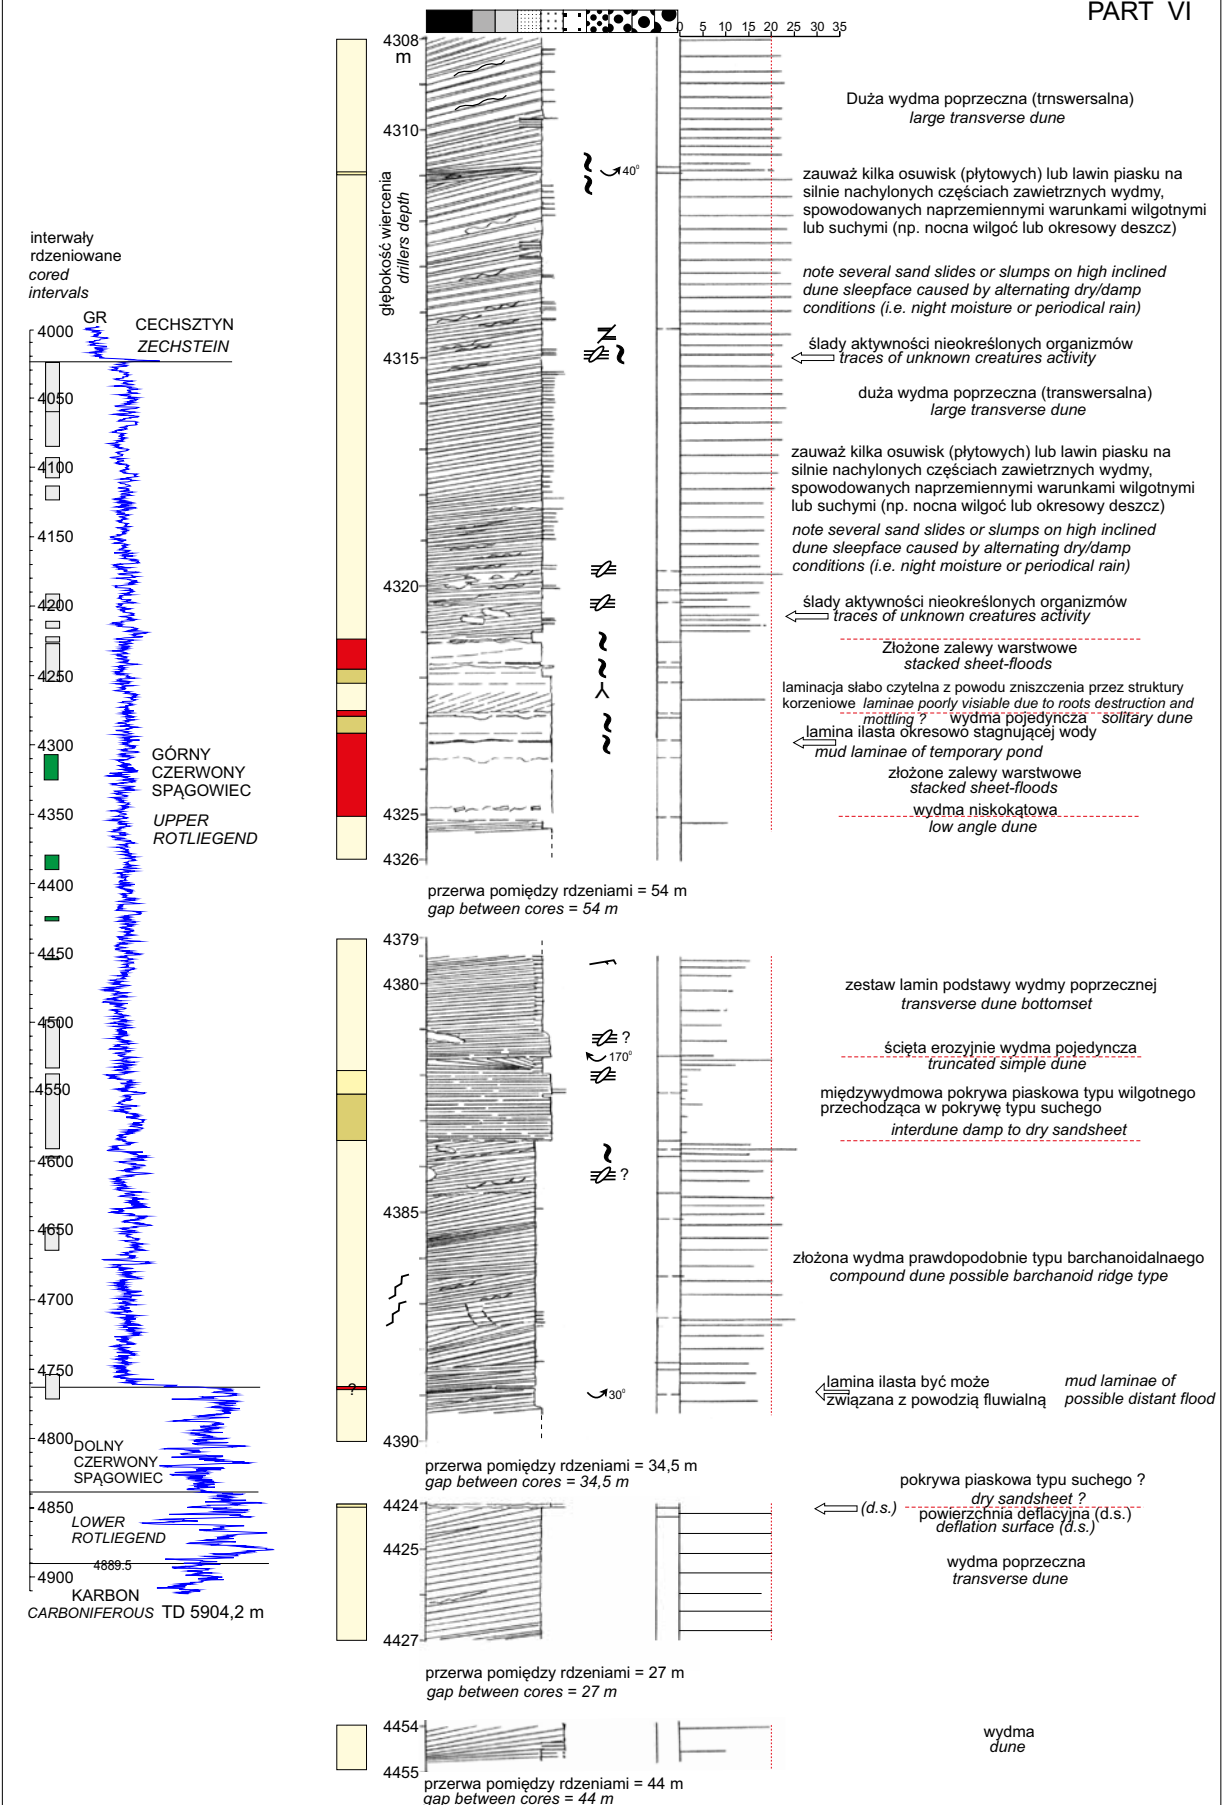 PART VI
0 5 10 15 20 25 30 35
4308
m
Duża wydma poprzeczna (trnswersalna)
large transverse dune
4310
40°
głębokość wiercenia
drillers depth
zauważ kilka osuwisk (płytowych) lub lawin piasku na
silnie nachylonych częściach zawietrznych wydmy,
spowodowanych naprzemiennymi warunkami wilgotnymi
lub suchymi (np. nocna wilgoć lub okresowy deszcz)
note several sand slides or slumps on high inclined
dune sleepface caused by alternating dry/damp
conditions (i.e. night moisture or periodical rain)
interwały
rdzeniowane
cored
intervals
GR
CECHSZTYN
ZECHSTEIN
4000
4050
4100
4150
4200
4250
4300
4350
4400
4450
4500
4550
4600
4650
4700
4750
4800
4850
4900
GÓRNY
CZERWONY
SPĄGOWIEC
UPPER
ROTLIEGEND
DOLNY
CZERWONY
SPĄGOWIEC
LOWER
ROTLIEGEND
4889.5
KARBON
CARBONIFEROUS TD 5904,2 m
4315
ślady aktywności nieokreślonych organizmów
traces of unknown creatures activity
duża wydma poprzeczna (transwersalna)
large transverse dune
zauważ kilka osuwisk (płytowych) lub lawin piasku na
silnie nachylonych częściach zawietrznych wydmy,
spowodowanych naprzemiennymi warunkami wilgotnymi
lub suchymi (np. nocna wilgoć lub okresowy deszcz)
note several sand slides or slumps on high inclined
dune sleepface caused by alternating dry/damp
conditions (i.e. night moisture or periodical rain)
4320
ślady aktywności nieokreślonych organizmów
traces of unknown creatures activity
Złożone zalewy warstwowe
stacked sheet-floods
laminacja słabo czytelna z powodu zniszczenia przez struktury
korzeniowe laminae poorly visiable due to roots destruction and
mottling ? wydma pojedyncza solitary dune
lamina ilasta okresowo stagnującej wody
mud laminae of temporary pond
złożone zalewy warstwowe
stacked sheet-floods
4325
wydma niskokątowa
low angle dune
4326
przerwa pomiędzy rdzeniami = 54 m
gap between cores = 54 m
4379
4380
zestaw lamin podstawy wydmy poprzecznej
transverse dune bottomset
?
170°
ścięta erozyjnie wydma pojedyncza
truncated simple dune
międzywydmowa pokrywa piaskowa typu wilgotnego
przechodząca w pokrywę typu suchego
interdune damp to dry sandsheet
?
4385
złożona wydma prawdopodobnie typu barchanoidalnaego
compound dune possible barchanoid ridge type
?
30°
lamina ilasta być może
związana z powodzią fluwialną
mud laminae of
possible distant flood
4390
przerwa pomiędzy rdzeniami = 34,5 m
gap between cores = 34,5 m
pokrywa piaskowa typu suchego ?
dry sandsheet ?
4424
(d.s.)
powierzchnia deflacyjna (d.s.)
deflation surface (d.s.)
4425
wydma poprzeczna
transverse dune
4427
przerwa pomiędzy rdzeniami = 27 m
gap between cores = 27 m
4454
wydma
dune
4455
przerwa pomiędzy rdzeniami = 44 m
gap between cores = 44 m